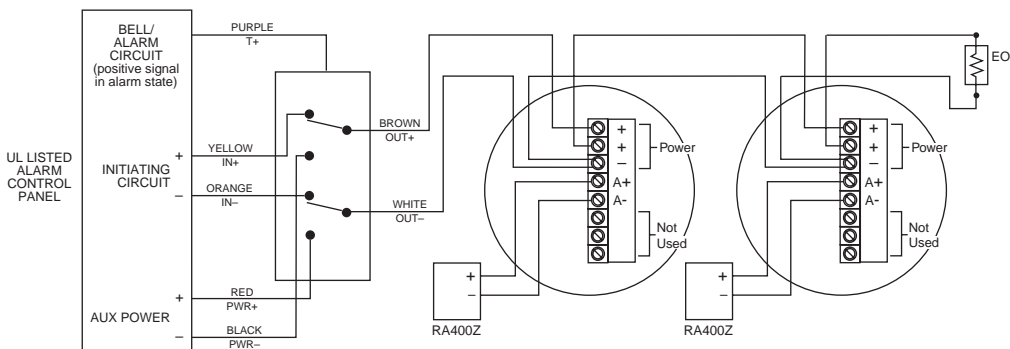 BELL/
ALARM
CIRCUIT
(positive signal
in alarm state)
PURPLE
T+
UL LISTED
ALARM
CONTROL
PANEL
+
INITIATING
CIRCUIT
–
YELLOW
IN+
ORANGE
IN–
BROWN
OUT+
WHITE
OUT–
+
AUX POWER
–
RED
PWR+
BLACK
PWR–
+
+
–
A+
A-
Power
Not
Used
+
–
RA400Z
+
+
–
A+
A-
Power
Not
Used
+
–
RA400Z
EO